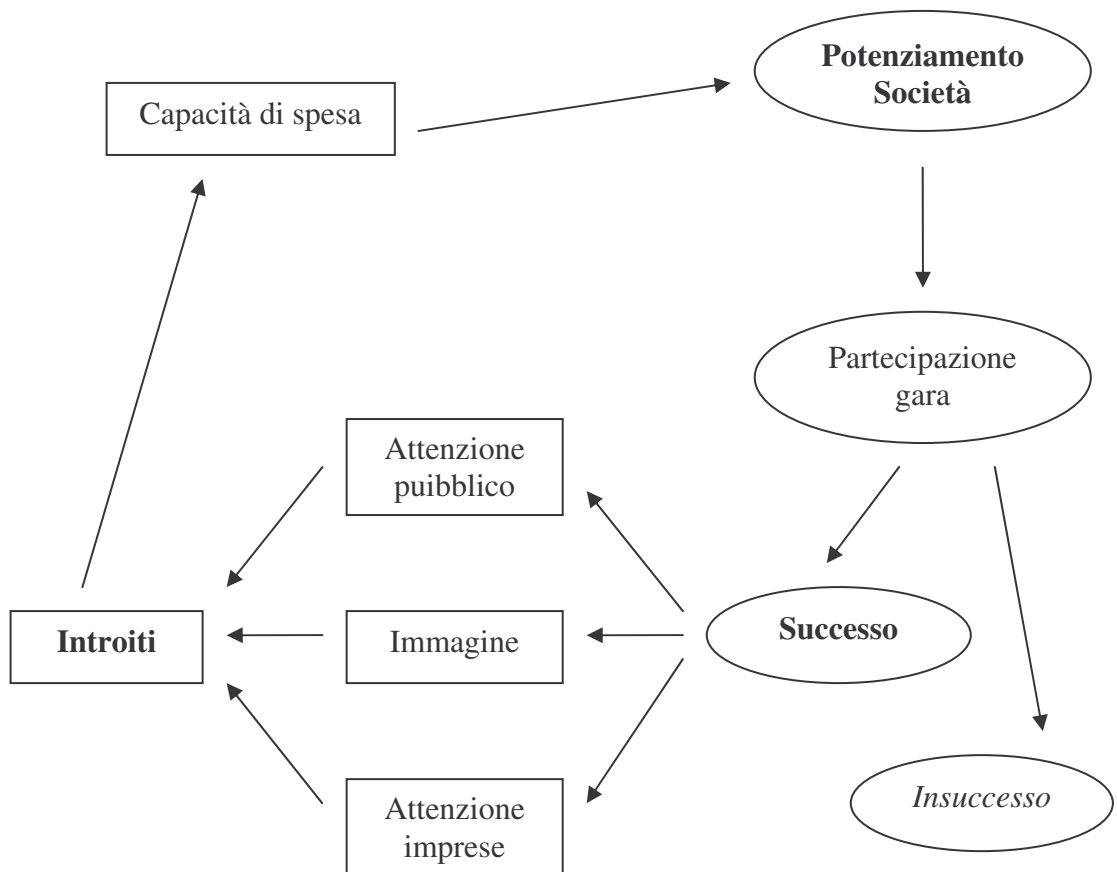 Potenziamento
Società
Capacità di spesa
Partecipazione
gara
Attenzione
puibblico
Introiti
Immagine
Successo
Attenzione
imprese
Insuccesso